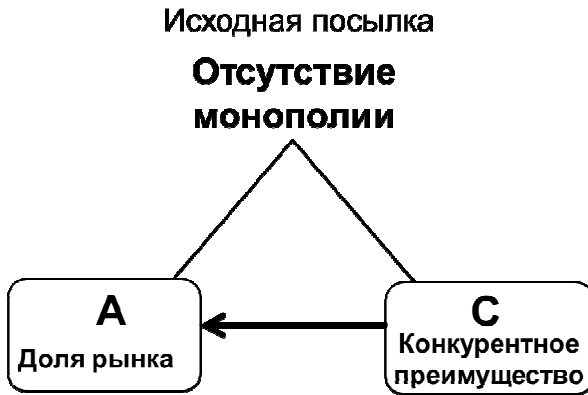 Исходная посылка
Отсутствие
монополии
А
Доля рынка
С
Конкурентное
преимущество